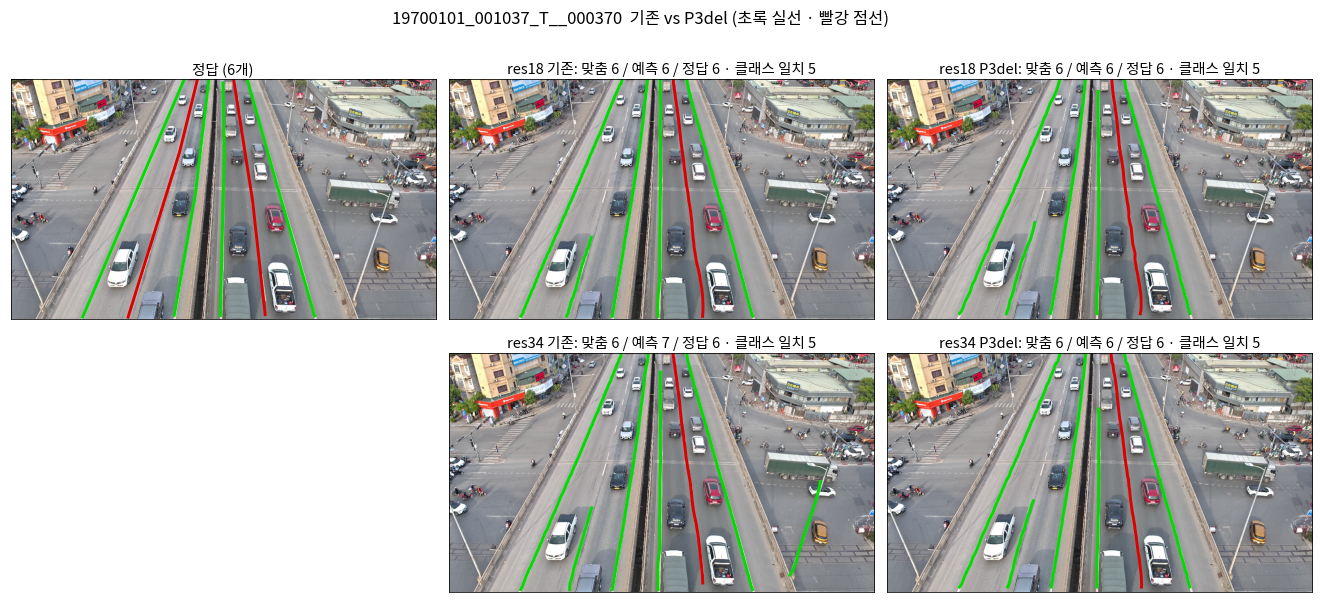 19700101_001037_T__000370 기존 vs P3del (초록 실선 · 빨강 점선)
정답 (6개)
res18 기존: 맞춤 6 / 예측 6 / 정답 6 · 클래스 일치 5
res18 P3del: 맞춤 6 / 예측 6 / 정답 6 · 클래스 일치 5
res34 기존: 맞춤 6 / 예측 7 / 정답 6 · 클래스 일치 5
res34 P3del: 맞춤 6 / 예측 6 / 정답 6 · 클래스 일치 5